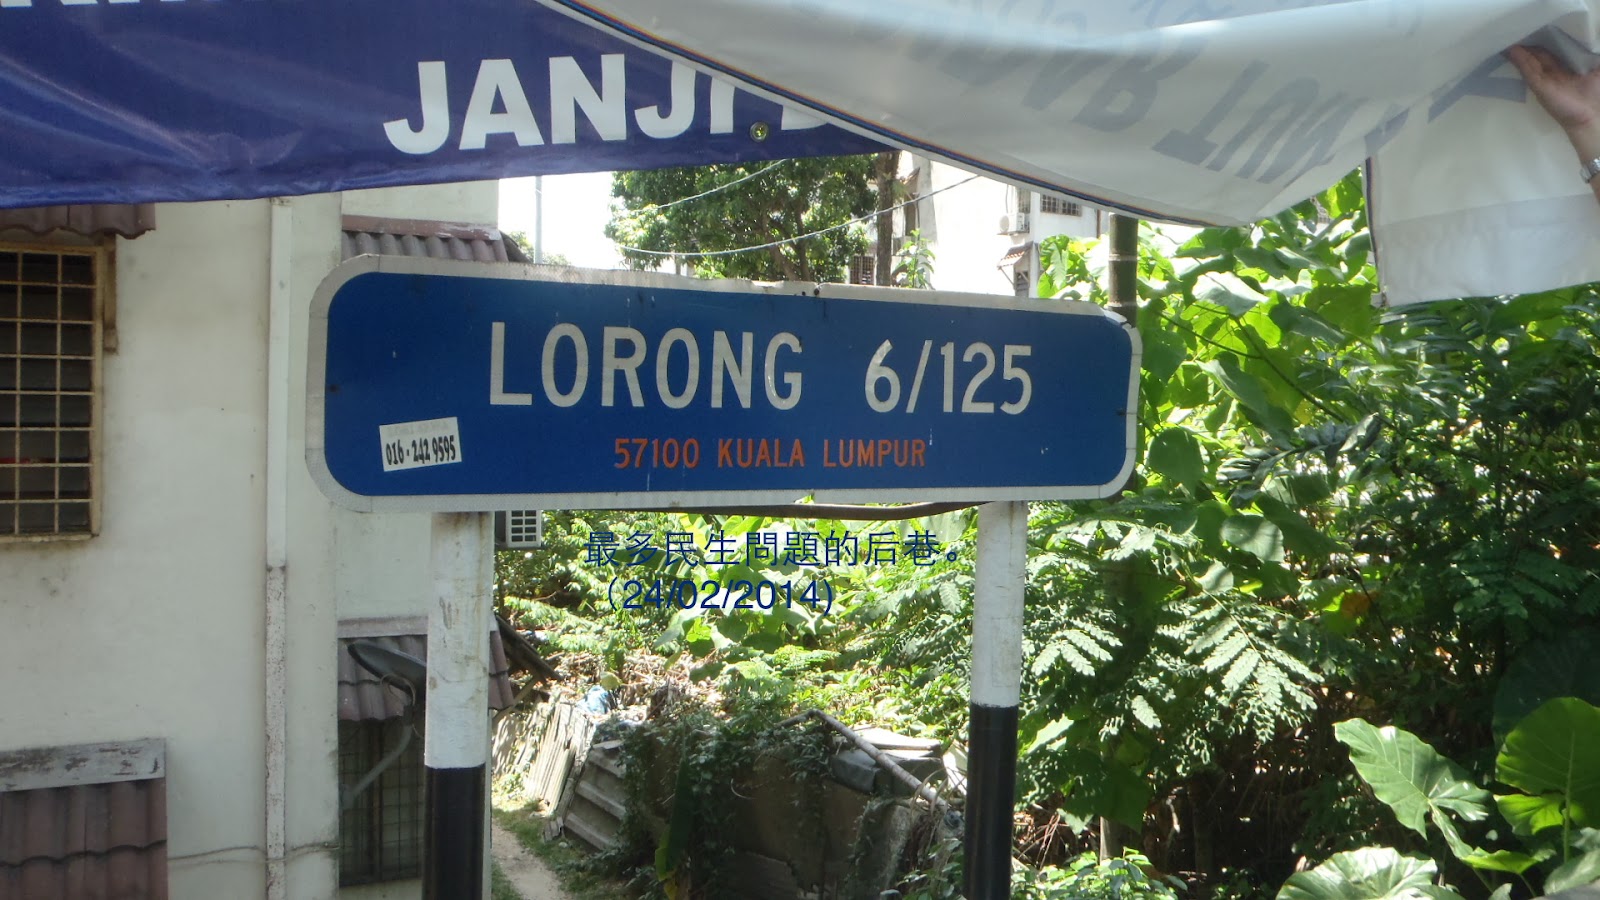 JANJI
LORONG 6/125
016-242 9595
57100 KUALA LUMPUR
最多民生問題的后巷。
(24/02/2014)